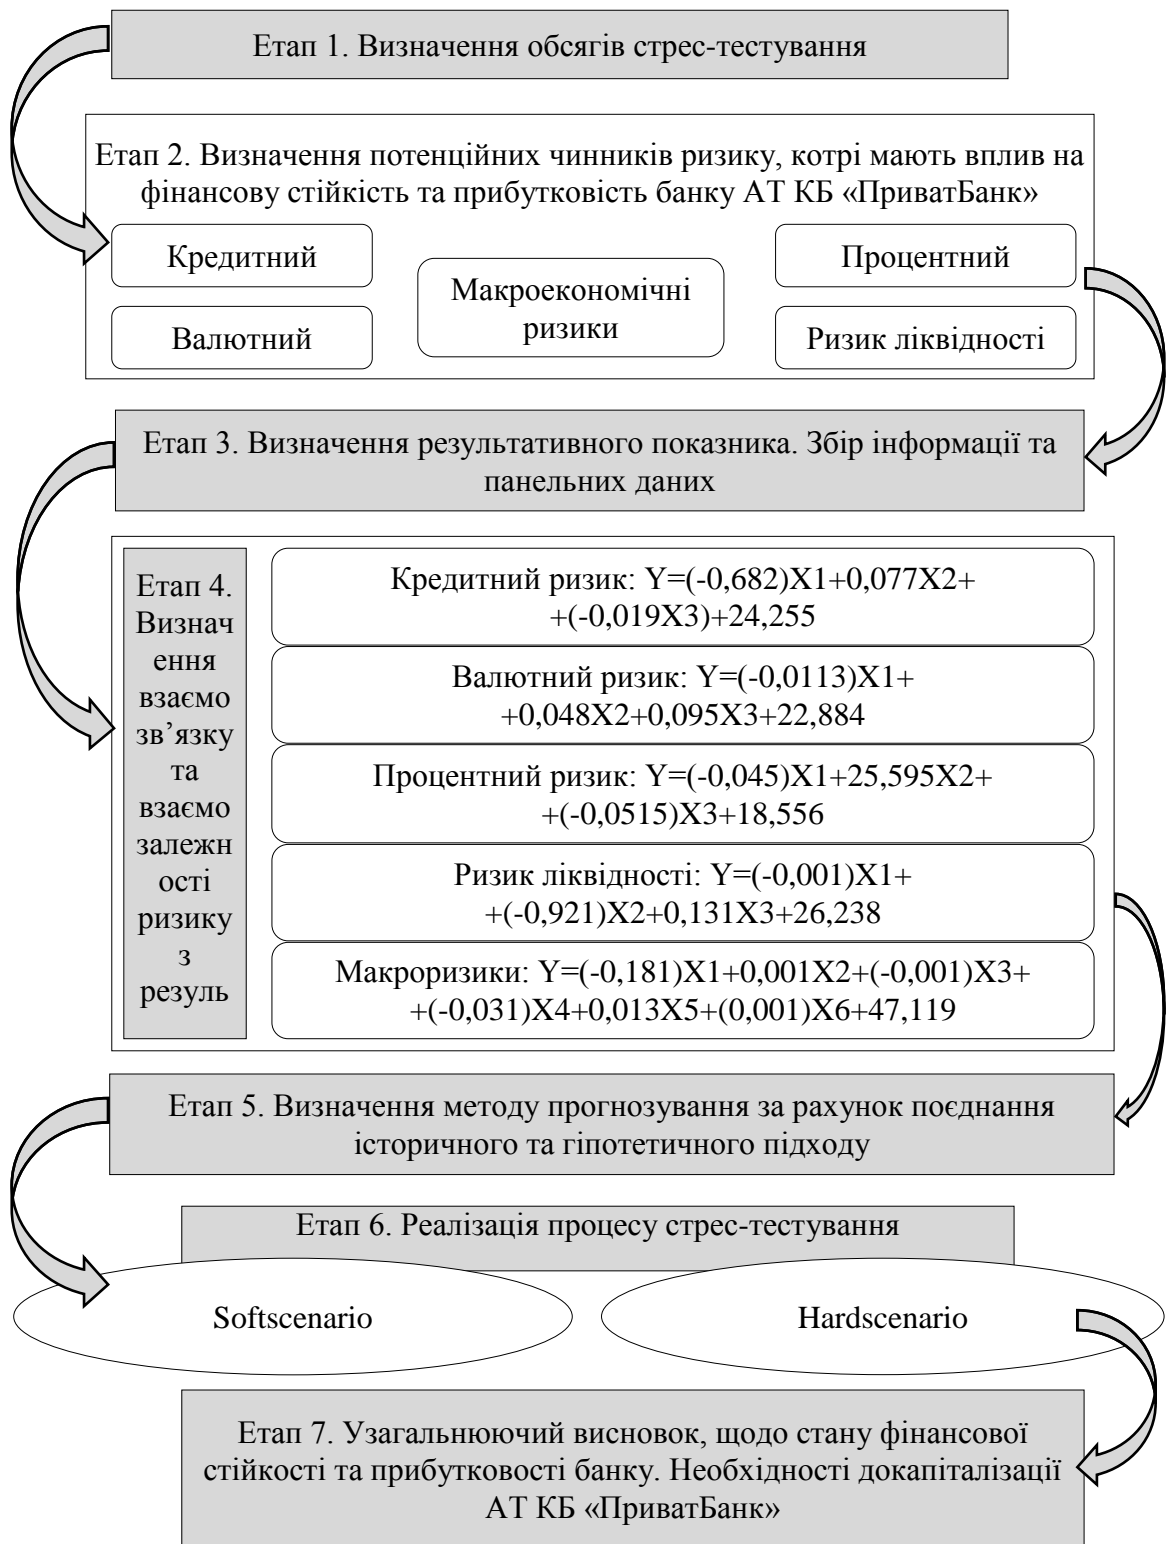 Етап 1. Визначення обсягів стрес-тестування
Етап 2. Визначення потенційних чинників ризику, котрі мають вплив на
фінансову стійкість та прибутковість банку АТ КБ «ПриватБанк»
Кредитний
Процентний
Макроекономічні
ризики
Валютний
Ризик ліквідності
Етап 3. Визначення результативного показника. Збір інформації та
панельних даних
Етап 4.
Визнач
ення
взаємо
зв’язку
та
взаємо
залежн
ості
ризику
з
резуль
Кредитний ризик: Y=(-0,682)X1+0,077X2+
+(-0,019X3)+24,255
Валютний ризик: Y=(-0,0113)X1+
+0,048X2+0,095X3+22,884
Процентний ризик: Y=(-0,045)X1+25,595X2+
+(-0,0515)X3+18,556
Ризик ліквідності: Y=(-0,001)X1+
+(-0,921)X2+0,131X3+26,238
Макроризики: Y=(-0,181)X1+0,001X2+(-0,001)X3+
+(-0,031)X4+0,013X5+(0,001)X6+47,119
Етап 5. Визначення методу прогнозування за рахунок поєднання
історичного та гіпотетичного підходу
Етап 6. Реалізація процесу стрес-тестування
Softscenario
Hardscenario
Етап 7. Узагальнюючий висновок, щодо стану фінансової
стійкості та прибутковості банку. Необхідності докапіталізації
АТ КБ «ПриватБанк»